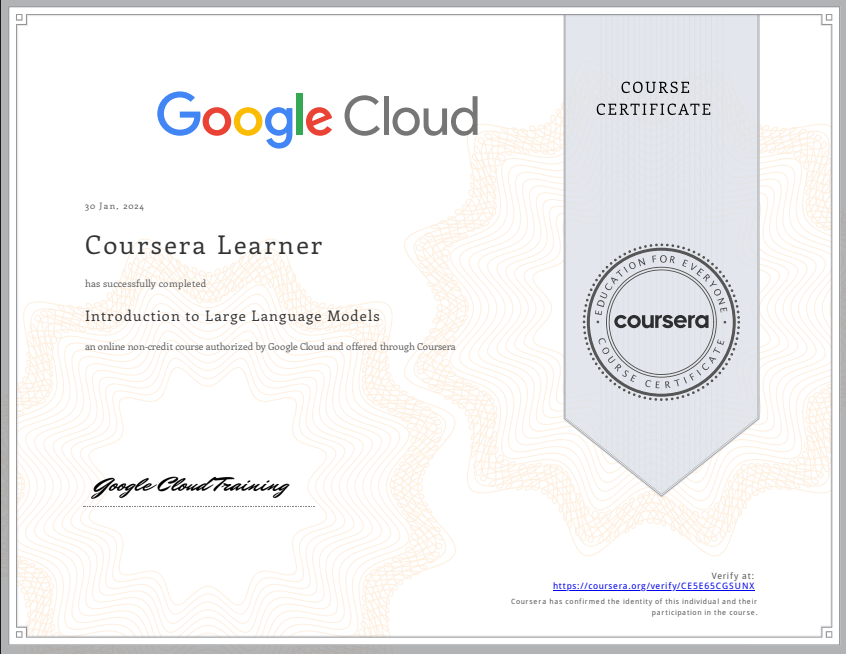 Google Cloud
COURSE
CERTIFICATE
30 Jan, 2024
Coursera Learner
has successfully completed
Introduction to Large Language Models
an online non-credit course authorized by Google Cloud and offered through Coursera
• EDUCATION FOR EVERYONE •
coursera
COURSE CERTIFICATE
Google Cloud Training
Verify at:
https://coursera.org/verify/CE5E65CGSUNX
Coursera has confirmed the identity of this individual and their
participation in the course.